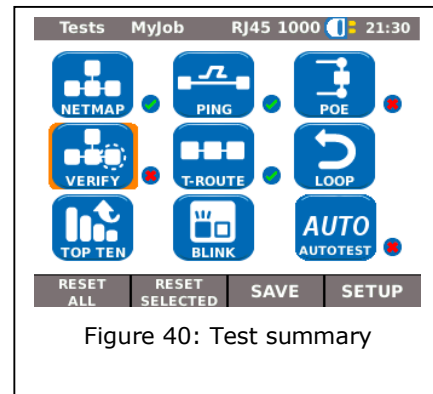 Tests MyJob RJ45 1000 21:30
NETMAP PING POE
VERIFY T-ROUTE LOOP
AUTO
TOP TEN BLINK AUTOTEST
RESET ALL RESET SELECTED SAVE SETUP
Figure 40: Test summary